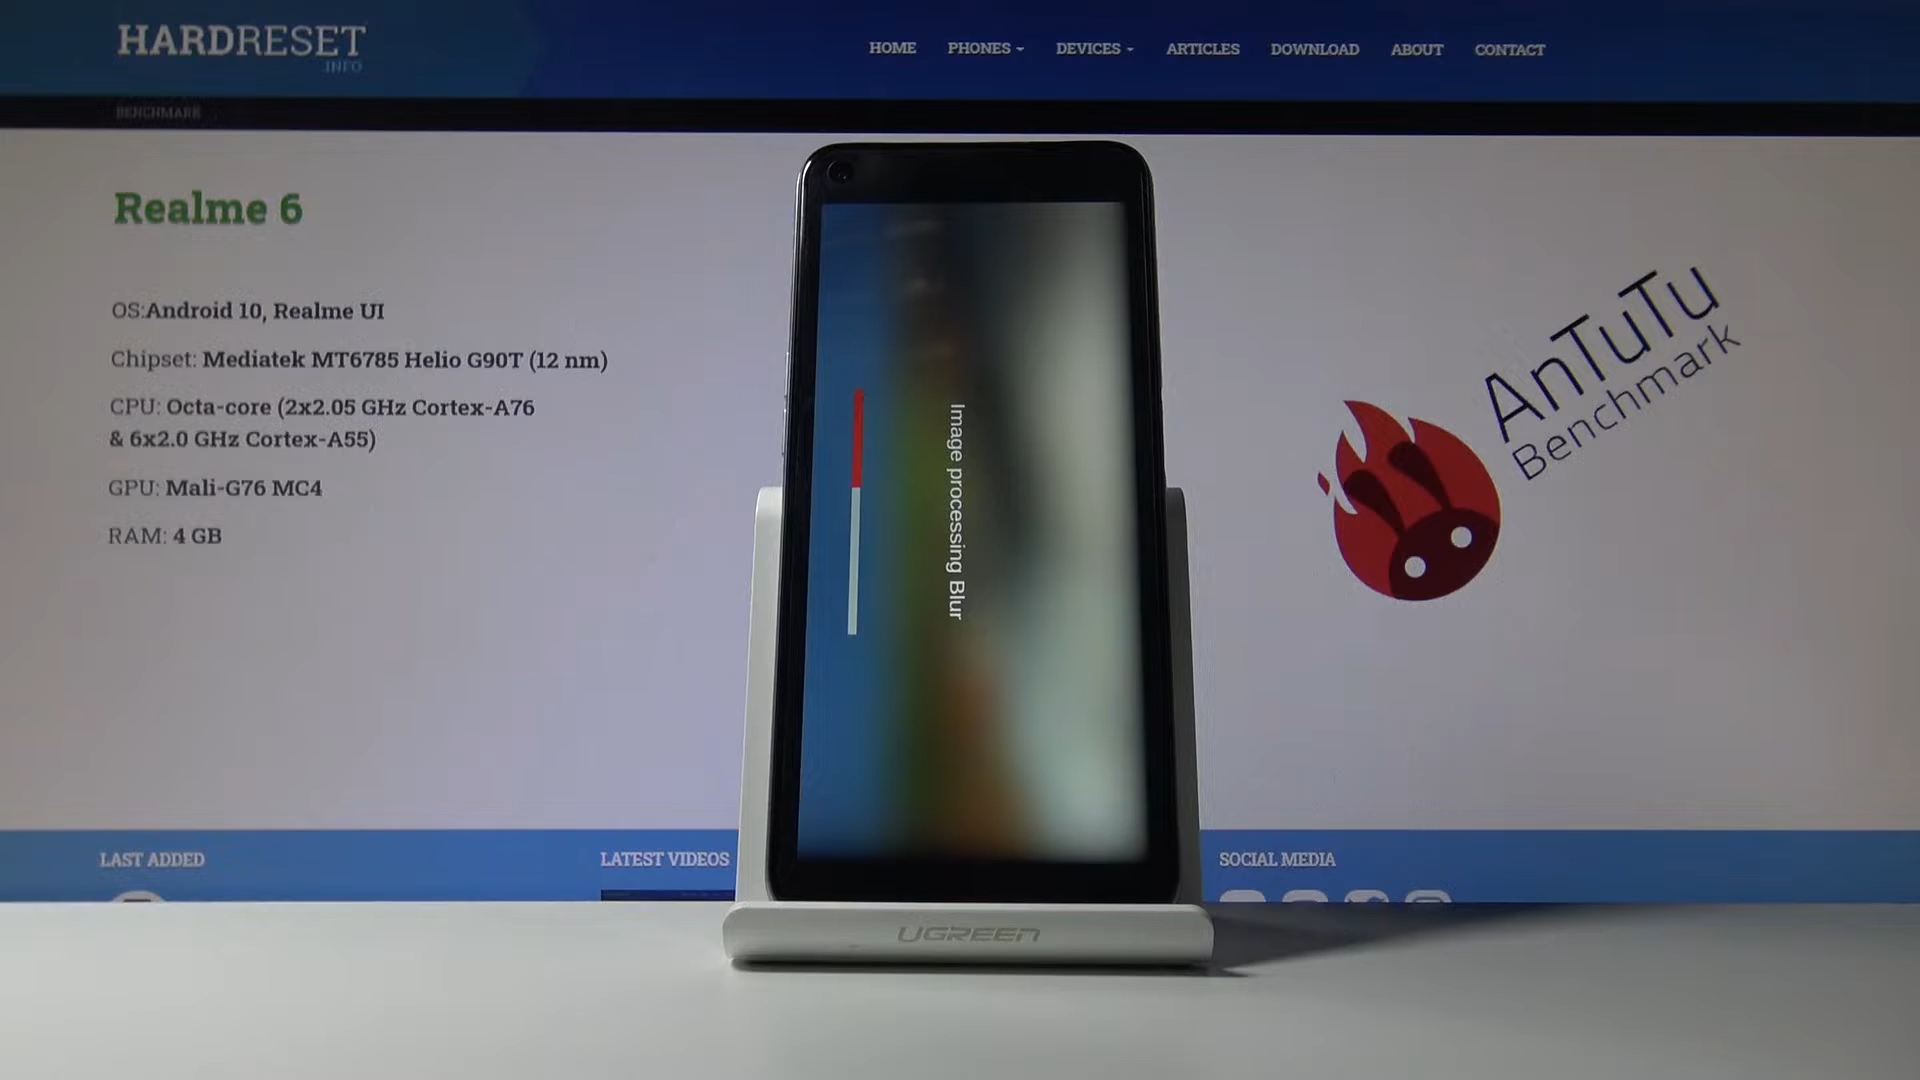 HARDRESET
.INFO
HOME PHONES DEVICES ARTICLES DOWNLOAD ABOUT CONTACT
BENCHMARK
Realme 6
OS:Android 10, Realme UI
Chipset: Mediatek MT6785 Helio G90T (12 nm)
CPU: Octa-core (2x2.05 GHz Cortex-A76
& 6x2.0 GHz Cortex-A55)
GPU: Mali-G76 MC4
RAM: 4 GB
Image processing Blur
AnTuTu
Benchmark
LAST ADDED
LATEST VIDEOS
SOCIAL MEDIA
UGREEN